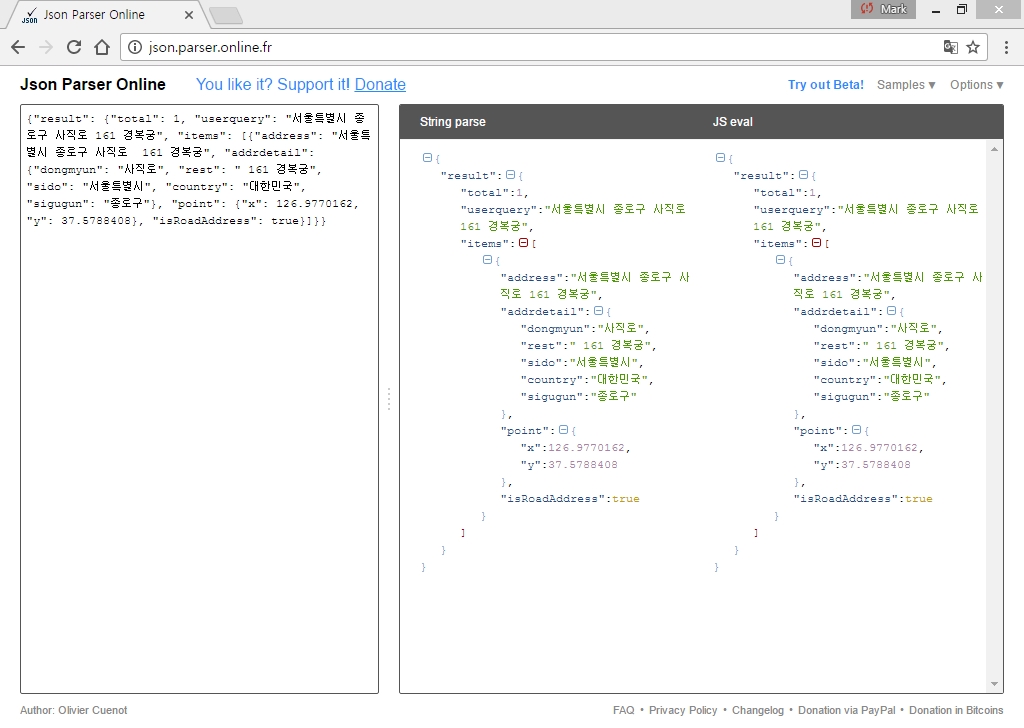 Json Parser Online
Mark
json.parser.online.fr
Json Parser Online
You like it? Support it! Donate
Try out Beta! Samples ▾ Options ▾
{"result": {"total": 1, "userquery": "서울특별시 종
로구 사직로 161 경복궁", "items": [{"address": "서울특
별시 종로구 사직로  161 경복궁", "addrdetail":
{"dongmyun": "사직로", "rest": " 161 경복궁",
"sido": "서울특별시", "country": "대한민국",
"sigugun": "종로구"}, "point": {"x": 126.9770162,
"y": 37.5788408}, "isRoadAddress": true}]}}
String parse
{
"result":{
"total":1,
"userquery":"서울특별시 종로구 사직로
161 경복궁",
"items":[
{
"address":"서울특별시 종로구 사
직로 161 경복궁",
"addrdetail":{
"dongmyun":"사직로",
"rest":" 161 경복궁",
"sido":"서울특별시",
"country":"대한민국",
"sigugun":"종로구"
},
"point":{
"x":126.9770162,
"y":37.5788408
},
"isRoadAddress":true
}
]
}
}
JS eval
{
"result":{
"total":1,
"userquery":"서울특별시 종로구 사직로
161 경복궁",
"items":[
{
"address":"서울특별시 종로구 사
직로 161 경복궁",
"addrdetail":{
"dongmyun":"사직로",
"rest":" 161 경복궁",
"sido":"서울특별시",
"country":"대한민국",
"sigugun":"종로구"
},
"point":{
"x":126.9770162,
"y":37.5788408
},
"isRoadAddress":true
}
]
}
}
Author: Olivier Cuenot
FAQ • Privacy Policy • Changelog • Donation via PayPal • Donation in Bitcoins